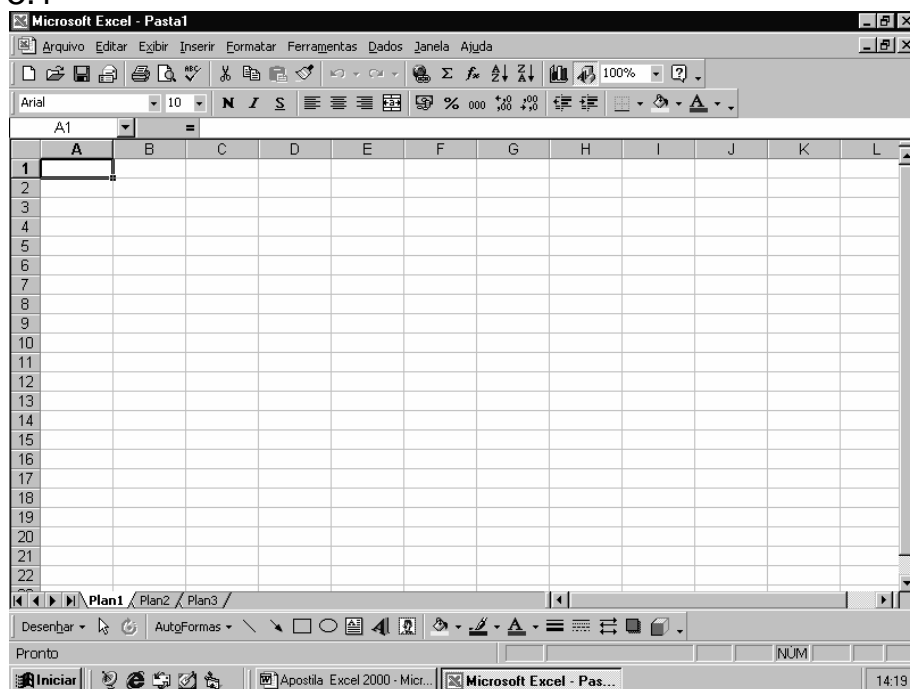 Microsoft Excel - Pasta1
Arquivo Editar Exibir Inserir Formatar Ferramentas Dados Janela Ajuda
100%
Arial 10 N I S % 000
A1 =
A B C D E F G H I J K L
1
2
3
4
5
6
7
8
9
10
11
12
13
14
15
16
17
18
19
20
21
22
Plan1 Plan2 Plan3
Desenhar AutoFormas
Pronto NÚM
Iniciar Apostila Excel 2000 - Micr... Microsoft Excel - Pas... 14:19